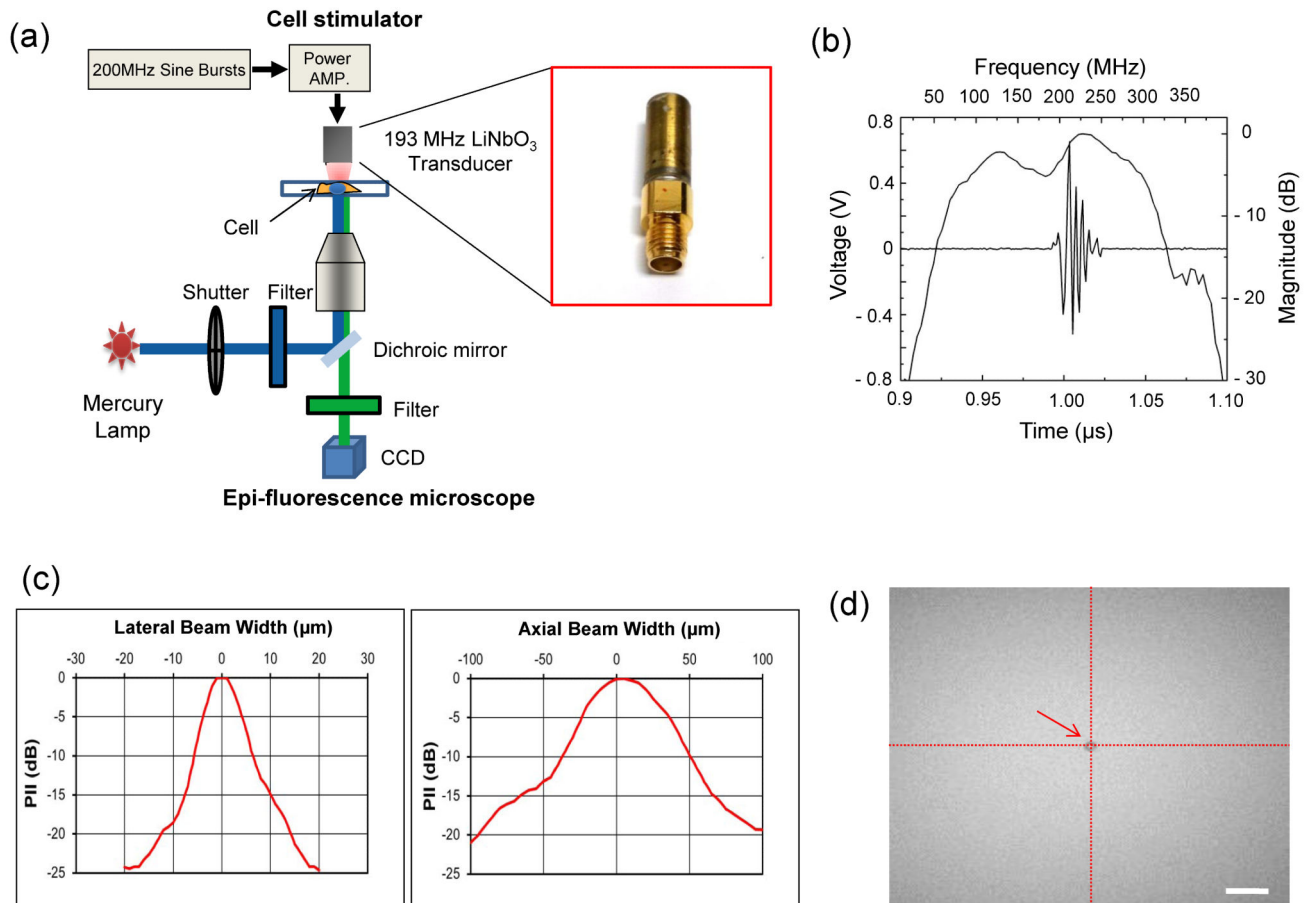 (a)
Cell stimulator
200MHz Sine Bursts
Power
AMP.
193 MHz LiNbO₃
Transducer
Cell
Shutter
Filter
Dichroic mirror
Mercury
Lamp
Filter
CCD
Epi-fluorescence microscope
(b)
Frequency (MHz)
50 100 150 200 250 300 350
0.8
0.4
0
- 0.4
- 0.8
Voltage (V)
0
- 10
- 20
- 30
Magnitude (dB)
0.9 0.95 1.00 1.05 1.10
Time (µs)
(c)
Lateral Beam Width (µm)
-30 -20 -10 0 10 20 30
0
-5
-10
-15
-20
-25
PII (dB)
Axial Beam Width (µm)
-100 -50 0 50 100
0
-5
-10
-15
-20
-25
PII (dB)
(d)